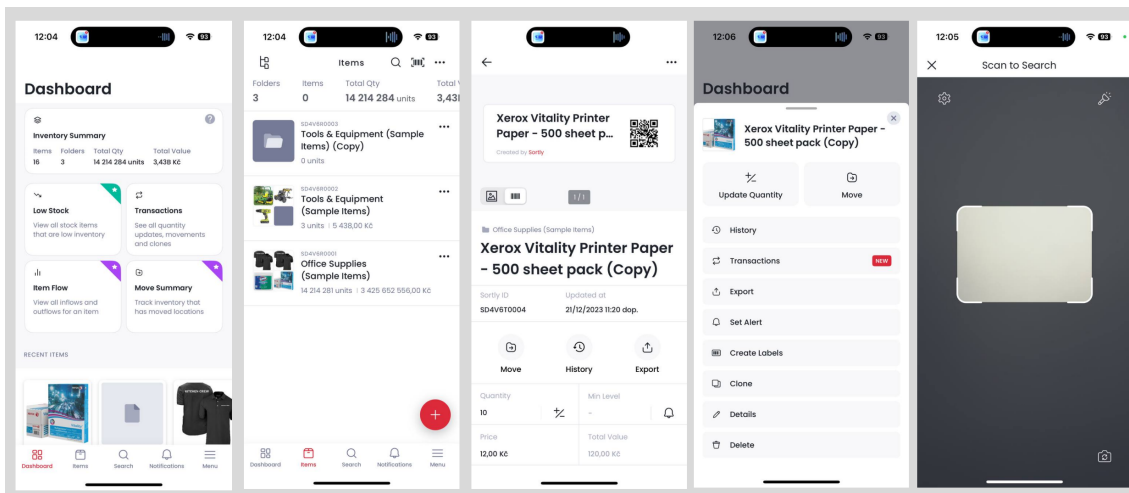 12:04
93
Dashboard
Inventory Summary
Items Folders Total Qty Total Value
16 3 14 214 284 units 3,43B Kč
Low Stock
View all stock items
that are low inventory
Transactions
See all quantity
updates, movements
and clones
Item Flow
View all inflows and
outflows for an item
Move Summary
Track inventory that
has moved locations
RECENT ITEMS
Dashboard Items Search Notifications Menu
12:04
93
Items
Folders Items Total Qty Total
3 0 14 214 284 units 3,43
SD4V8R0003
Tools & Equipment (Sample
Items) (Copy)
0 units
SD4V6R0002
Tools & Equipment
(Sample Items)
3 units 5 438,00 Kč
SD4V6R0001
Office Supplies
(Sample Items)
14 214 281 units 3 425 652 556,00 Kč
Dashboard Items Search Notifications Menu
Xerox Vitality Printer
Paper - 500 sheet p...
Created by Sortly
1/1
Office Supplies (Sample Items)
Xerox Vitality Printer Paper
- 500 sheet pack (Copy)
Sortly ID Updated at
SD4V6T0004 21/12/2023 11:20 dop.
Move History Export
Quantity Min Level
10 -
Price Total Value
12,00 Kč 120,00 Kč
12:06
93
Dashboard
Xerox Vitality Printer Paper -
500 sheet pack (Copy)
Update Quantity Move
History
Transactions NEW
Export
Set Alert
Create Labels
Clone
Details
Delete
12:05
93
Scan to Search